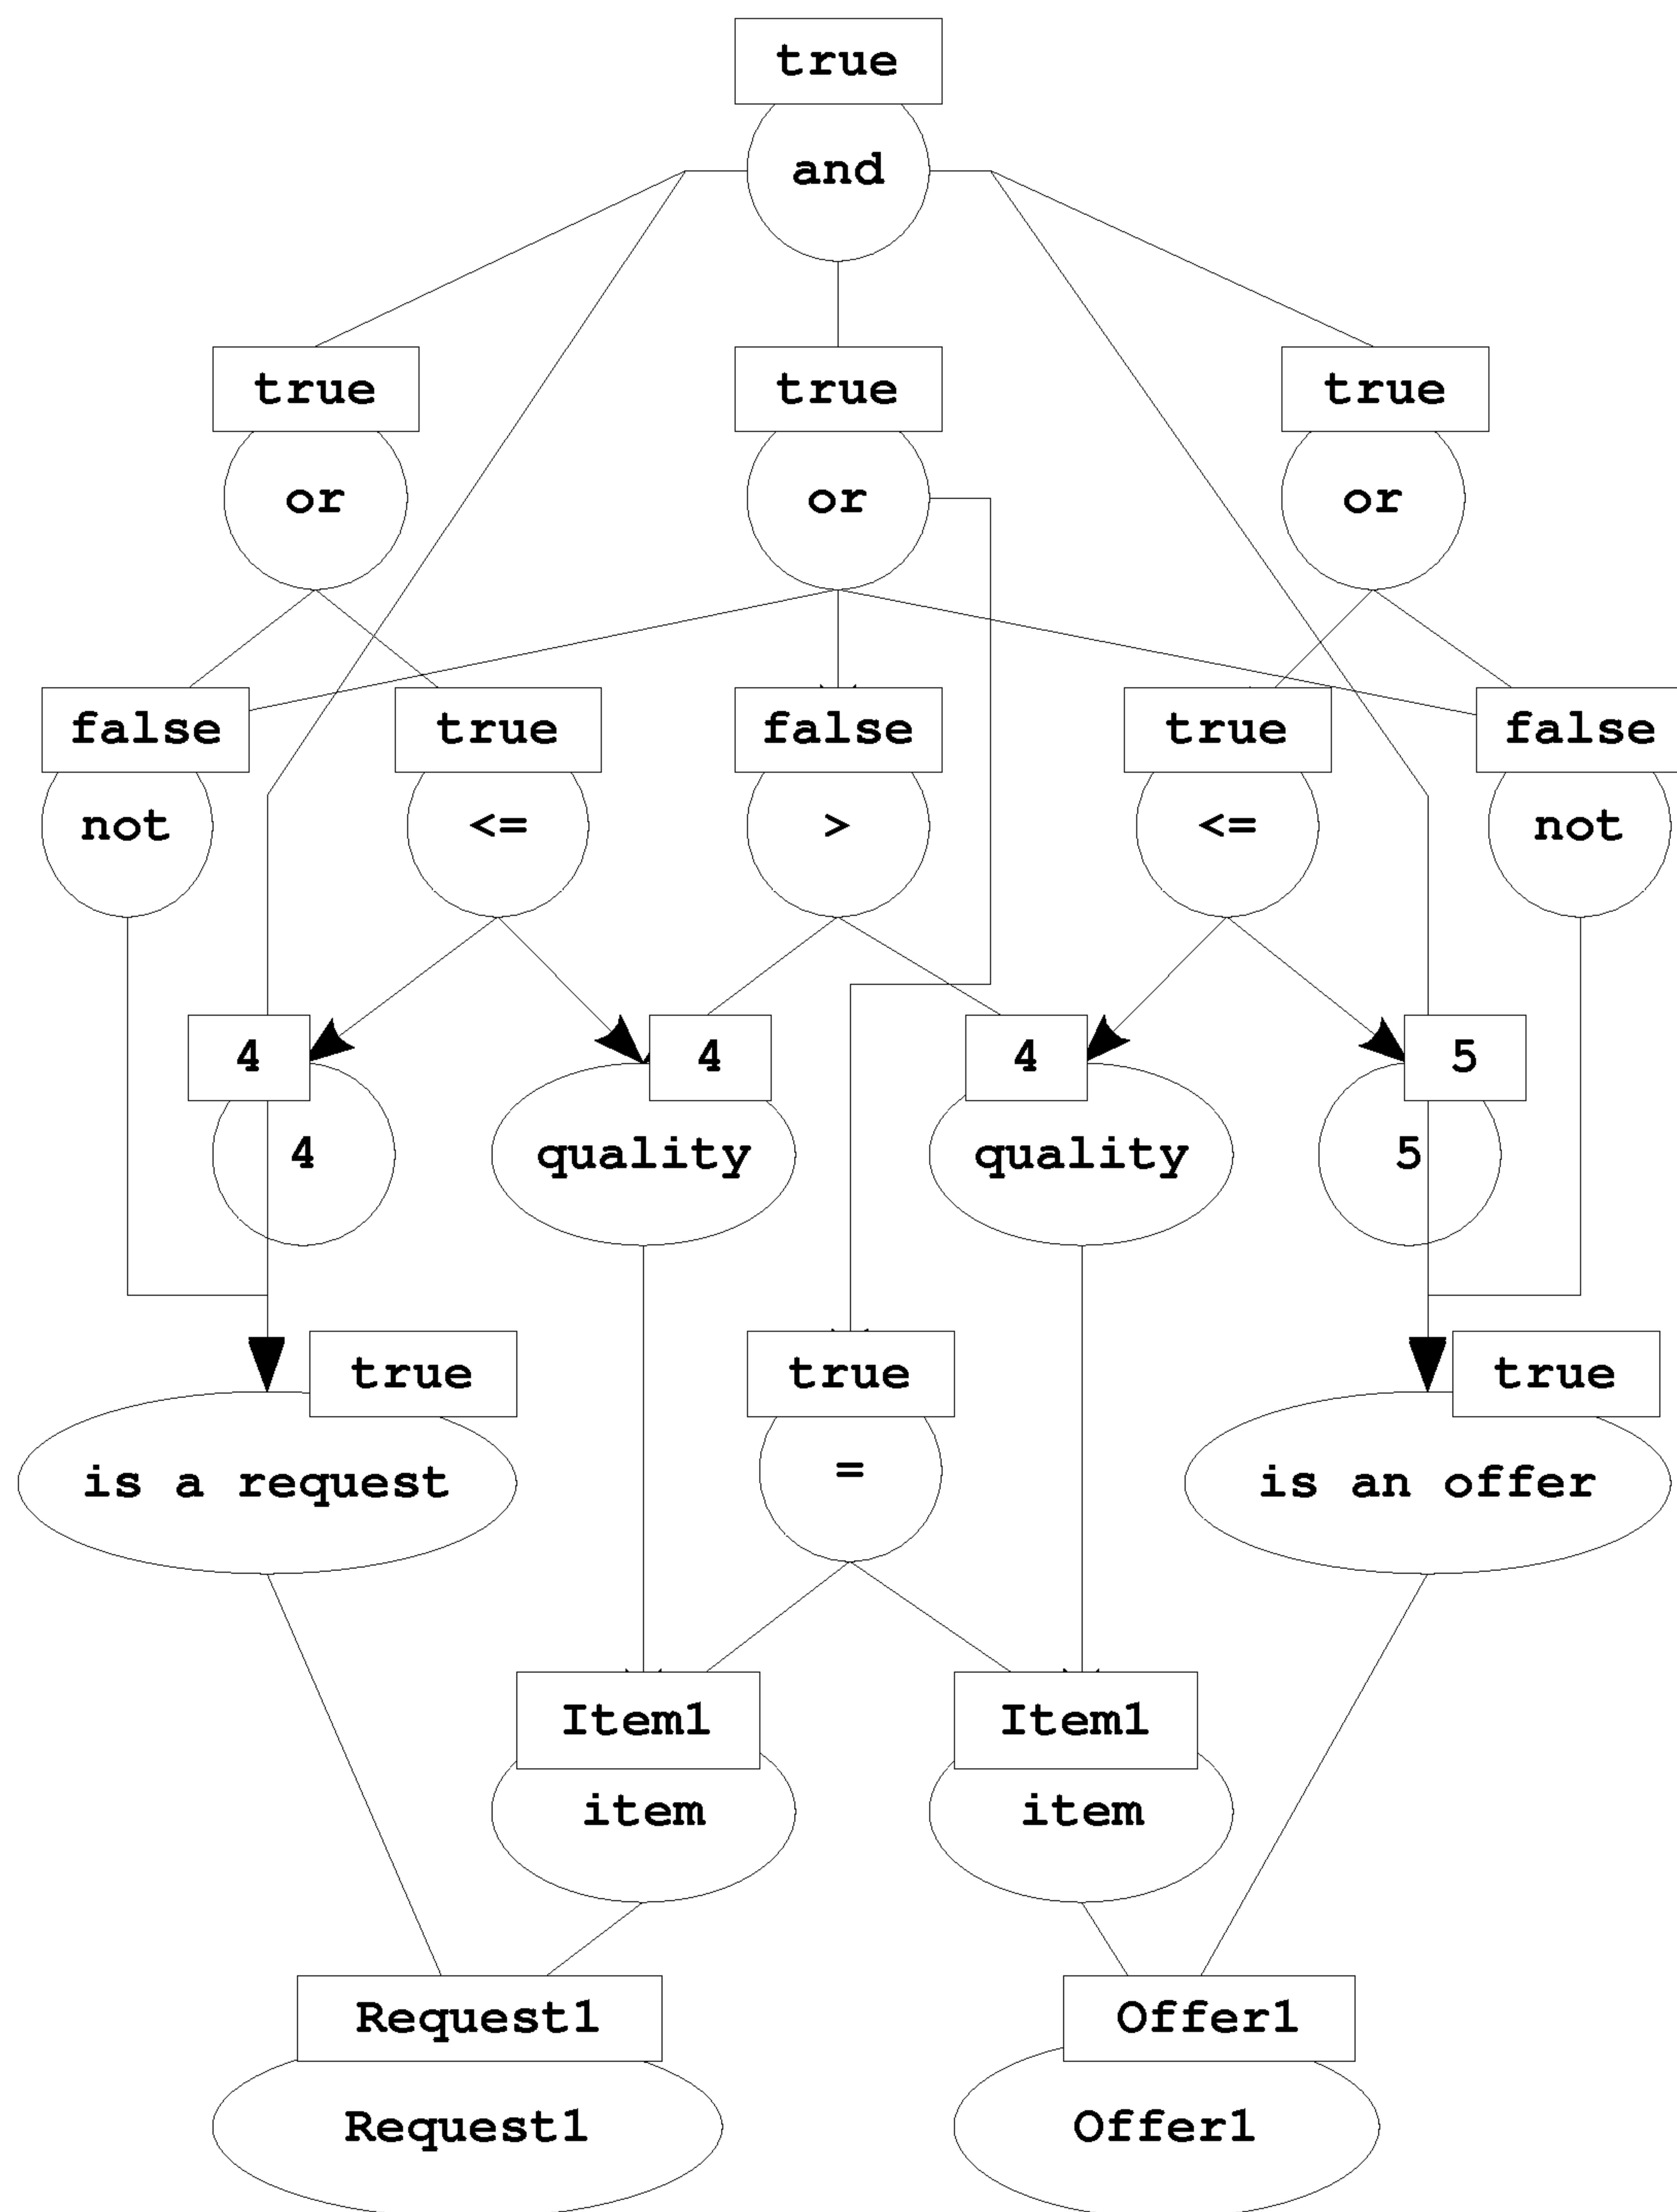 true
and
true
true
true
or
or
or
false
true
false
true
false
not
<=
>
<=
not
4
4
4
5
4
quality
quality
5
true
true
true
is a request
=
is an offer
Item1
Item1
item
item
Request1
Offer1
Request1
Offer1